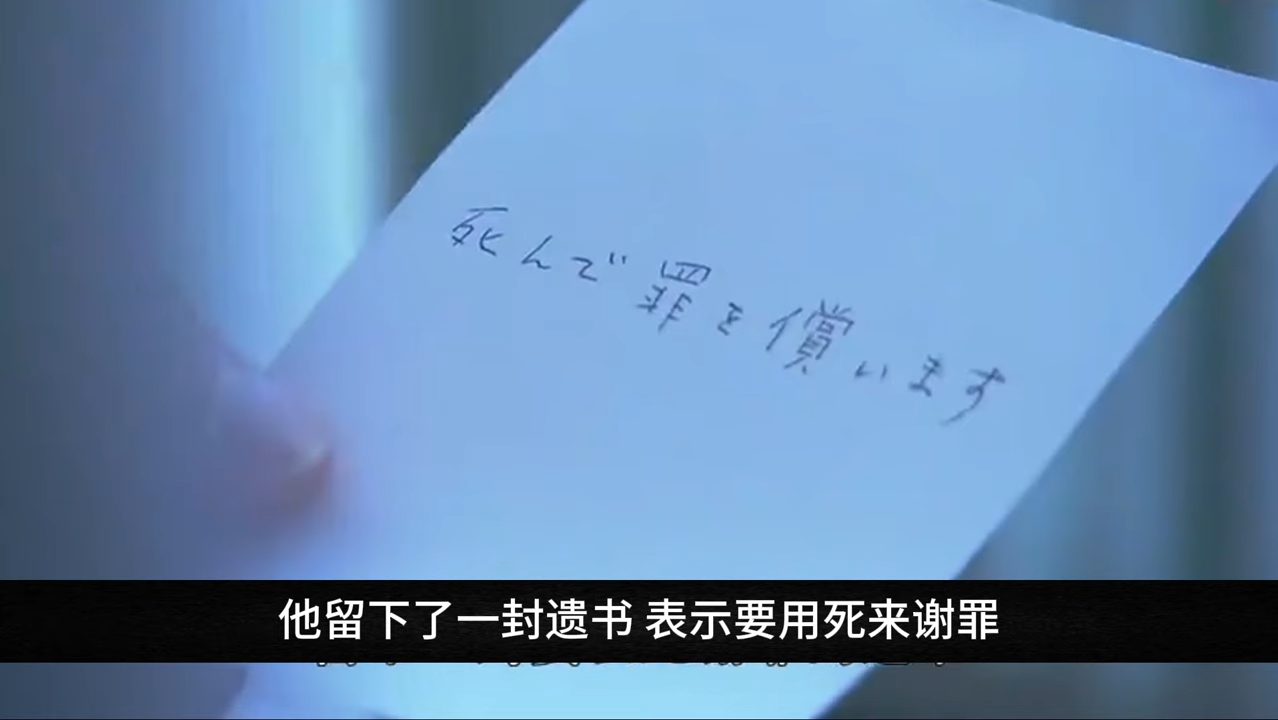 死んで罪を償います
他留下了一封遗书 表示要用死来谢罪